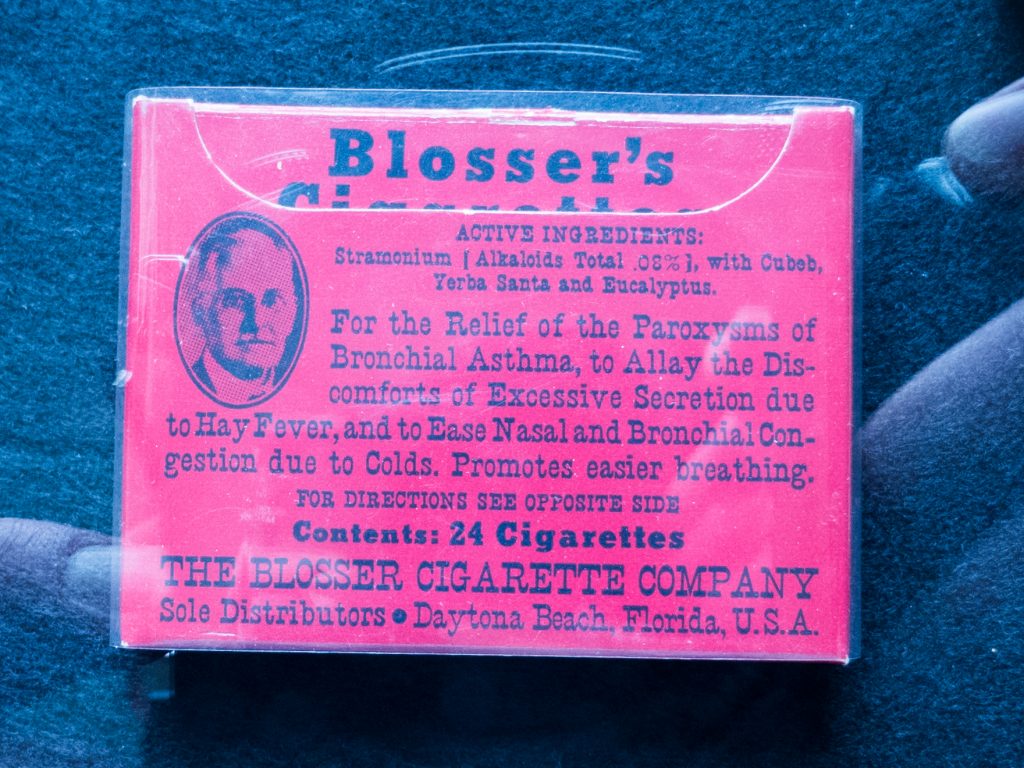 Blosser's
Cigarettes
ACTIVE INGREDIENTS:
Stramonium [Alkaloids Total .08%], with Cubeb,
Yerba Santa and Eucalyptus.
For the Relief of the Paroxysms of
Bronchial Asthma, to Allay the Dis-
comforts of Excessive Secretion due
to Hay Fever, and to Ease Nasal and Bronchial Con-
gestion due to Colds. Promotes easier breathing.
FOR DIRECTIONS SEE OPPOSITE SIDE
Contents: 24 Cigarettes
THE BLOSSER CIGARETTE COMPANY
Sole Distributors • Daytona Beach, Florida, U.S.A.